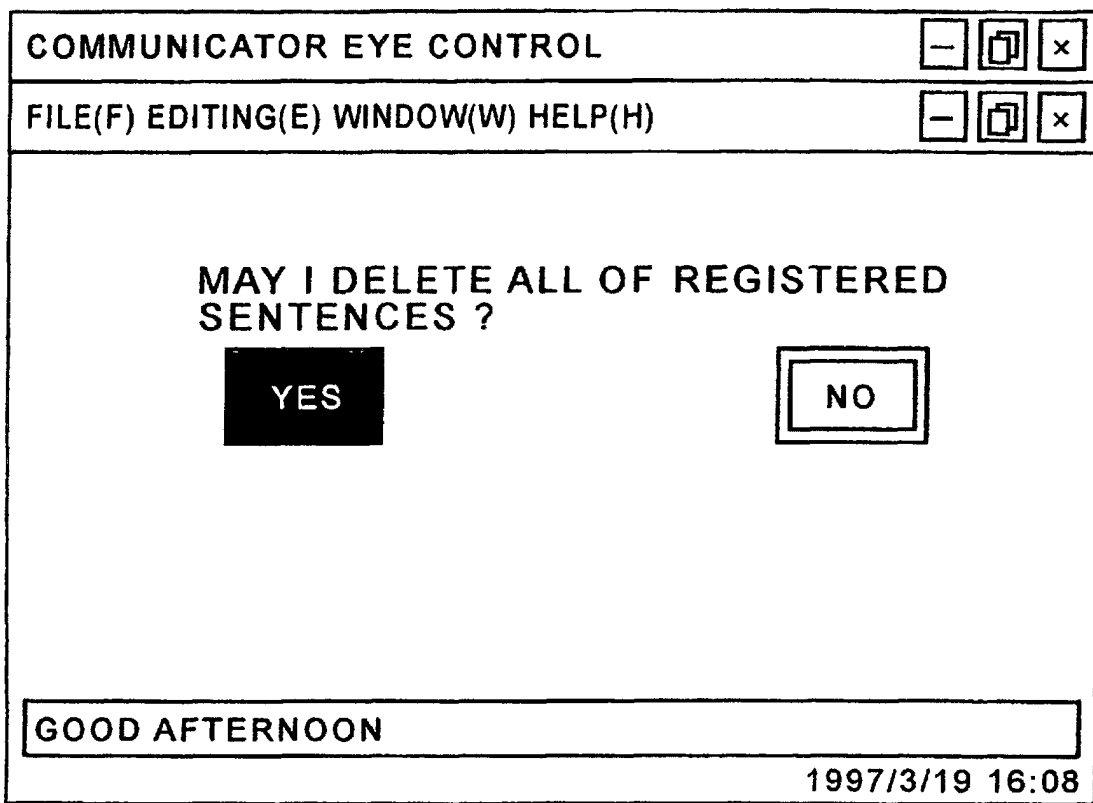 COMMUNICATOR EYE CONTROL
FILE(F) EDITING(E) WINDOW(W) HELP(H)
MAY I DELETE ALL OF REGISTERED
SENTENCES ?
YES NO
GOOD AFTERNOON
1997/3/19 16:08